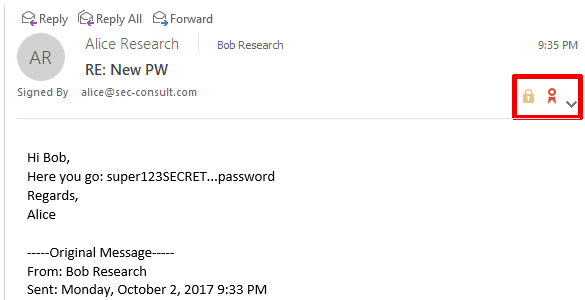 Reply Reply All Forward
AR
Alice Research Bob Research 9:35 PM
RE: New PW
Signed By alice@sec-consult.com
Hi Bob,
Here you go: super123SECRET...password
Regards,
Alice
-----Original Message-----
From: Bob Research
Sent: Monday, October 2, 2017 9:33 PM